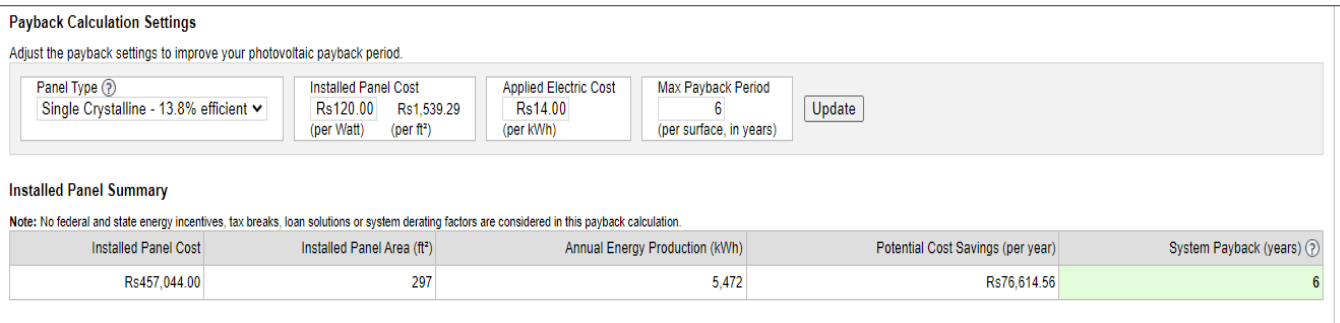 Payback Calculation Settings
Adjust the payback settings to improve your photovoltaic payback period.
Panel Type ? Installed Panel Cost Applied Electric Cost Max Payback Period
Single Crystalline - 13.8% efficient Rs120.00 Rs1,539.29 Rs14.00 6 Update
(per Watt) (per ft²) (per kWh) (per surface, in years)
Installed Panel Summary
Note: No federal and state energy incentives, tax breaks, loan solutions or system derating factors are considered in this payback calculation.
Installed Panel Cost Installed Panel Area (ft²) Annual Energy Production (kWh) Potential Cost Savings (per year) System Payback (years) ?
Rs457,044.00 297 5,472 Rs76,614.56 6